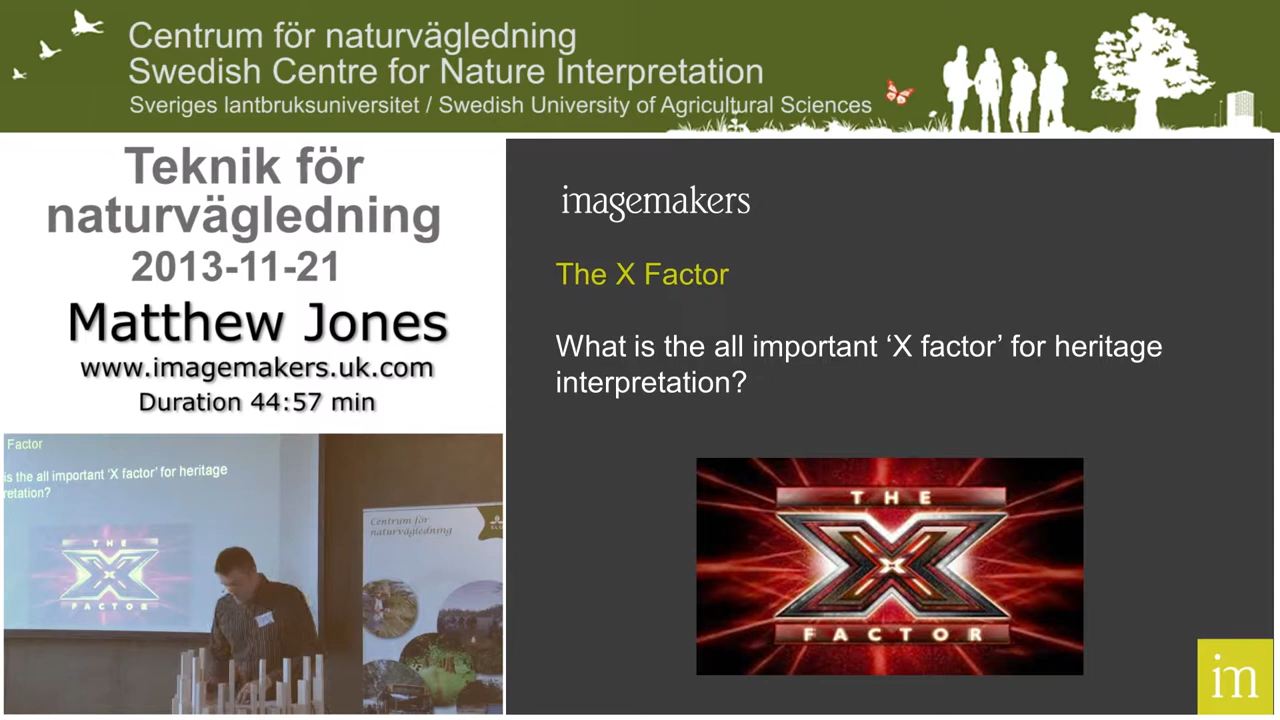 Centrum för naturvägledning
Swedish Centre for Nature Interpretation
Sveriges lantbruksuniversitet / Swedish University of Agricultural Sciences
Teknik för
naturvägledning
2013-11-21
Matthew Jones
www.imagemakers.uk.com
Duration 44:57 min
imagemakers
The X Factor
What is the all important ‘X factor’ for heritage
interpretation?
THE
X
FACTOR
im
Factor
is the all important ‘X factor’ for heritage
retation?
THE
X
FACTOR
Centrum för
naturvägledning